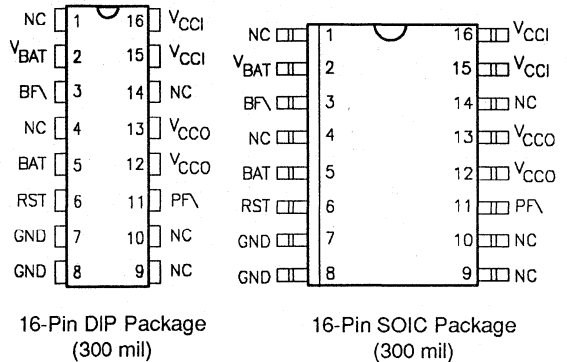 NC 1 16 VCCI
VBAT 2 15 VCCI
BF\ 3 14 NC
NC 4 13 VCCO
BAT 5 12 VCCO
RST 6 11 PF\
GND 7 10 NC
GND 8 9 NC
16-Pin DIP Package
(300 mil)
NC 1 16 VCCI
VBAT 2 15 VCCI
BF\ 3 14 NC
NC 4 13 VCCO
BAT 5 12 VCCO
RST 6 11 PF\
GND 7 10 NC
GND 8 9 NC
16-Pin SOIC Package
(300 mil)